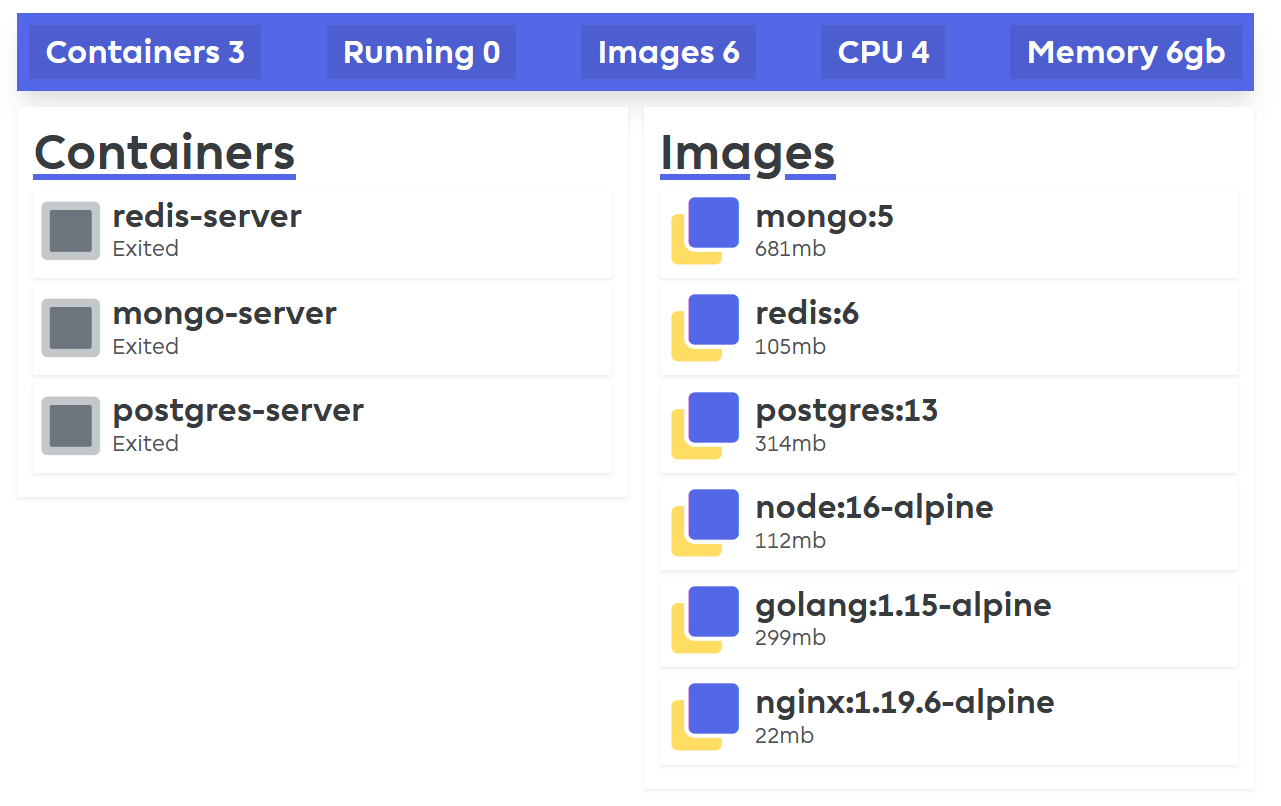 Containers 3 Running 0 Images 6 CPU 4 Memory 6gb
Containers
redis-server
Exited
mongo-server
Exited
postgres-server
Exited
Images
mongo:5
681mb
redis:6
105mb
postgres:13
314mb
node:16-alpine
112mb
golang:1.15-alpine
299mb
nginx:1.19.6-alpine
22mb